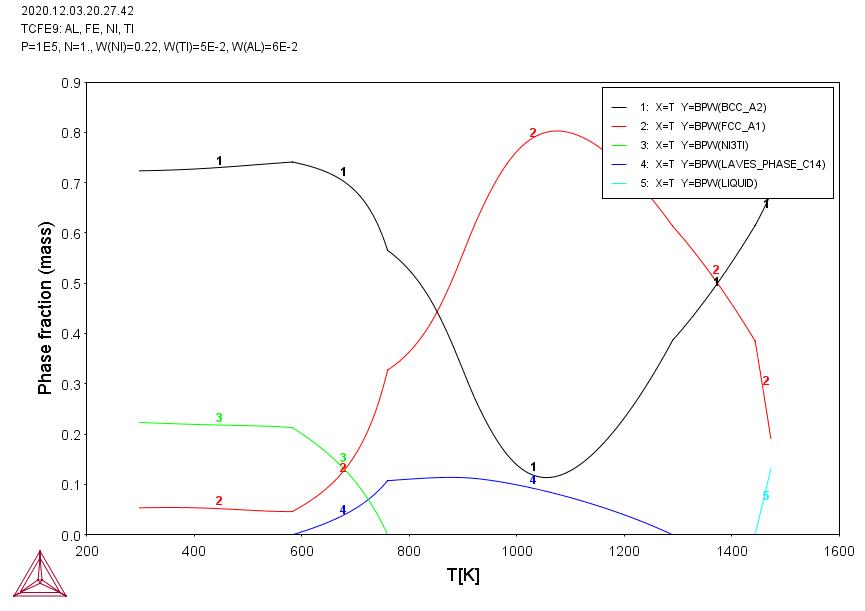 2020.12.03.20.27.42
TCFE9: AL, FE, NI, TI
P=1E5, N=1., W(NI)=0.22, W(TI)=5E-2, W(AL)=6E-2
1: X=T Y=BPW(BCC_A2)
2: X=T Y=BPW(FCC_A1)
3: X=T Y=BPW(NI3TI)
4: X=T Y=BPW(LAVES_PHASE_C14)
5: X=T Y=BPW(LIQUID)
Phase fraction (mass)
0.9
0.8
0.7
0.6
0.5
0.4
0.3
0.2
0.1
0.0
1 1 1 1 1
2 2 2 2 2
3 3
4 4
5
200 400 600 800 1000 1200 1400 1600
T[K]